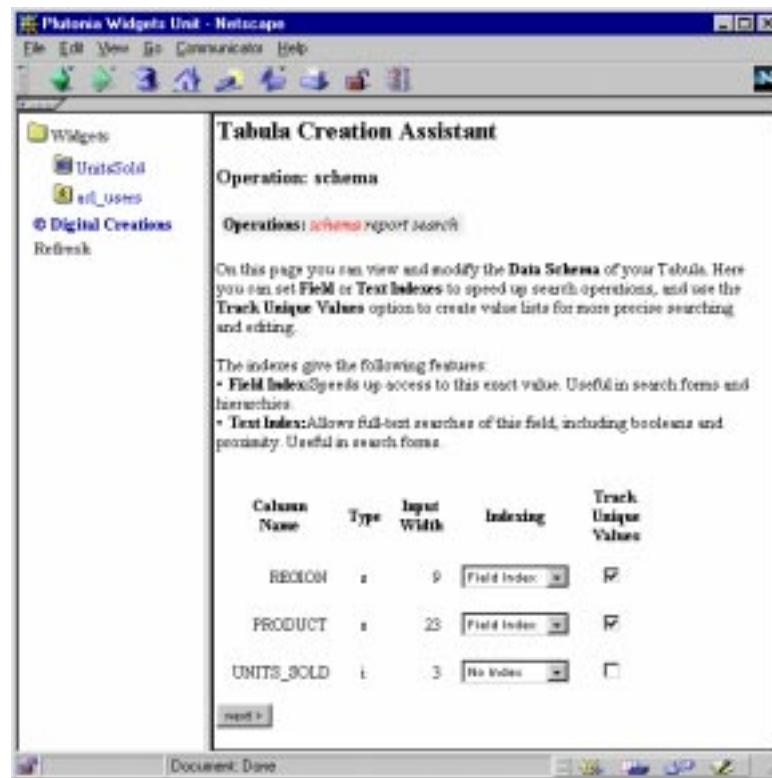 Plutonia Widgets Unit - Netscape
File Edit View Go Communicator Help
Widgets
UnitsSold
acl_users
© Digital Creations
Refresh
Tabula Creation Assistant
Operation: schema
Operations: schema report search
On this page you can view and modify the Data Schema of your Tabula. Here
you can set Field or Text Indexes to speed up search operations, and use the
Track Unique Values option to create value lists for more precise searching
and editing.
The indexes give the following features:
• Field Index:Speeds up access to this exact value. Useful in search forms and
hierarchies.
• Text Index:Allows full-text searches of this field, including booleans and
proximity. Useful in search forms.
Column Name Type Input Width Indexing Track Unique Values
REGION s 9 Field Index
PRODUCT s 23 Field Index
UNITS_SOLD i 3 No Index
next >
Document: Done